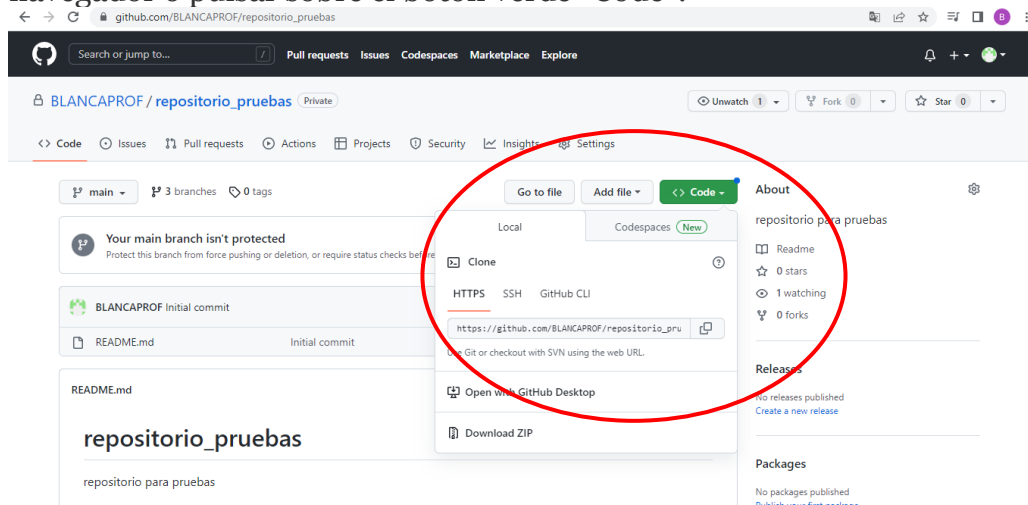 navegador o pulsar sobre el botón verde "Code".
github.com/BLANCAPROF/repositorio_pruebas
B
Search or jump to...
/
Pull requests Issues Codespaces Marketplace Explore
BLANCAPROF / repositorio_pruebas Private
Unwatch 1
Fork 0
Star 0
Code Issues Pull requests Actions Projects Security Insights Settings
main 3 branches 0 tags
Go to file Add file Code
About
repositorio para pruebas
Local Codespaces New
Your main branch isn't protected
Protect this branch from force pushing or deletion, or require status checks before
Clone
Readme
0 stars
HTTPS SSH GitHub CLI
1 watching
BLANCAPROF Initial commit
0 forks
https://github.com/BLANCAPROF/repositorio_pru
README.md Initial commit
Use Git or checkout with SVN using the web URL.
Releases
README.md
Open with GitHub Desktop
No releases published
Create a new release
Download ZIP
repositorio_pruebas
Packages
repositorio para pruebas
No packages published
Publish your first package